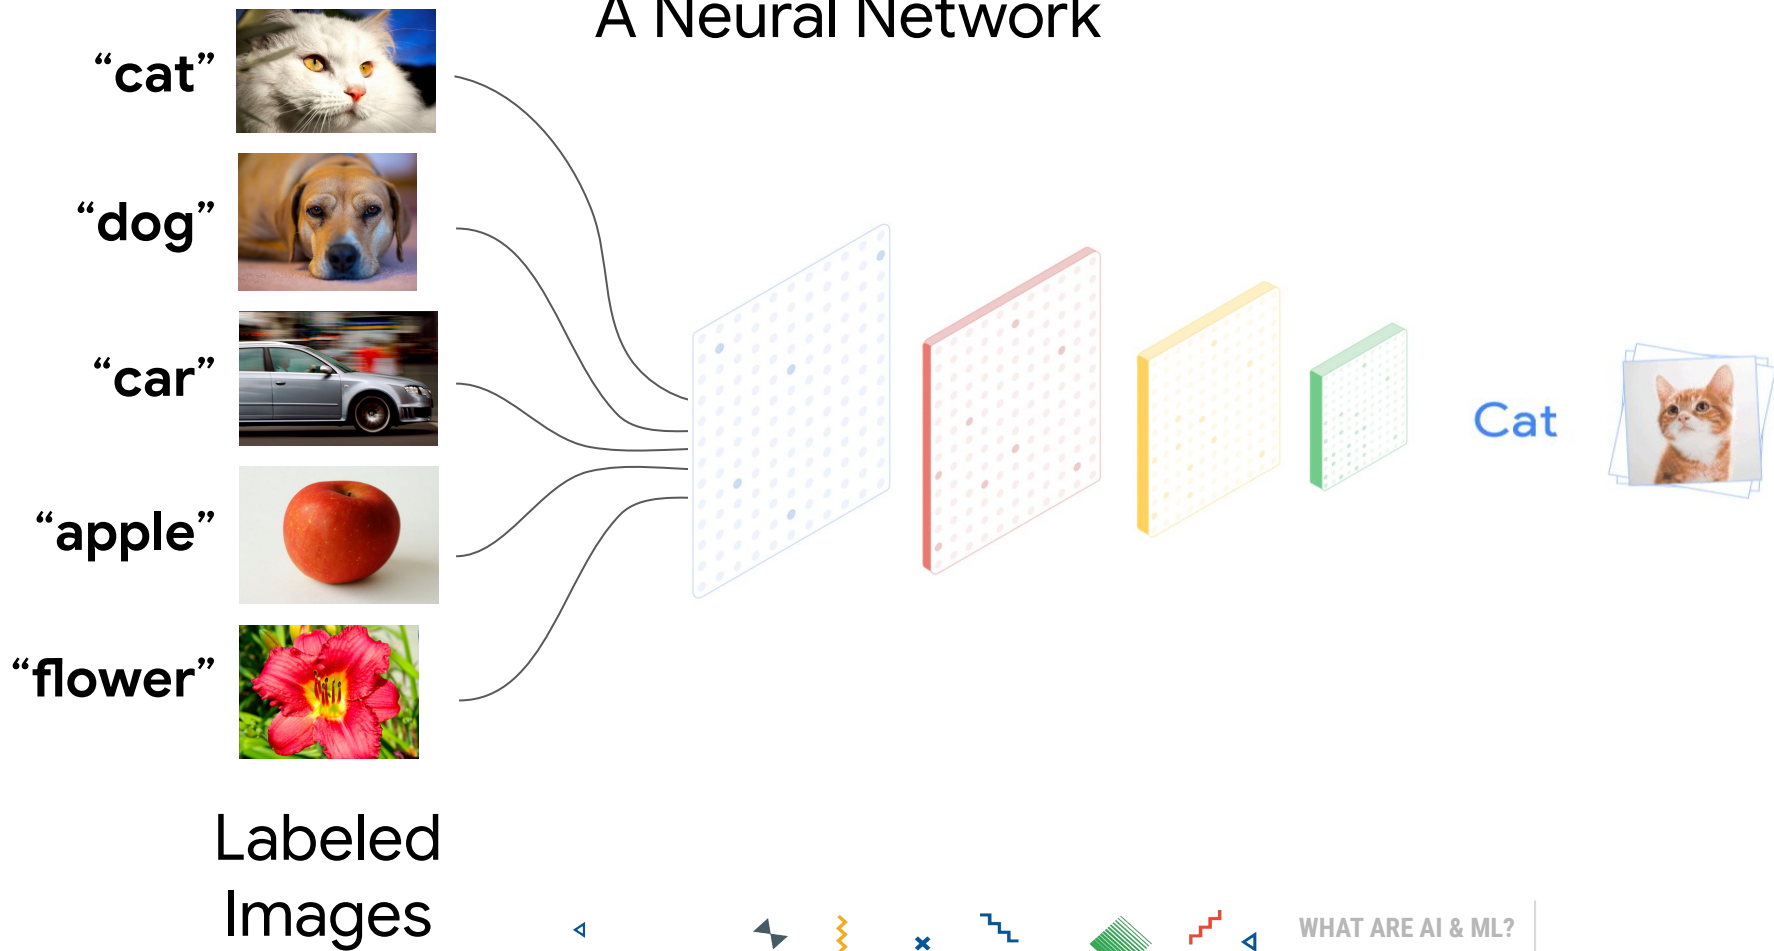 A Neural Network
“cat”
“dog”
“car”
“apple”
“flower”
Cat
Labeled
Images
WHAT ARE AI & ML?